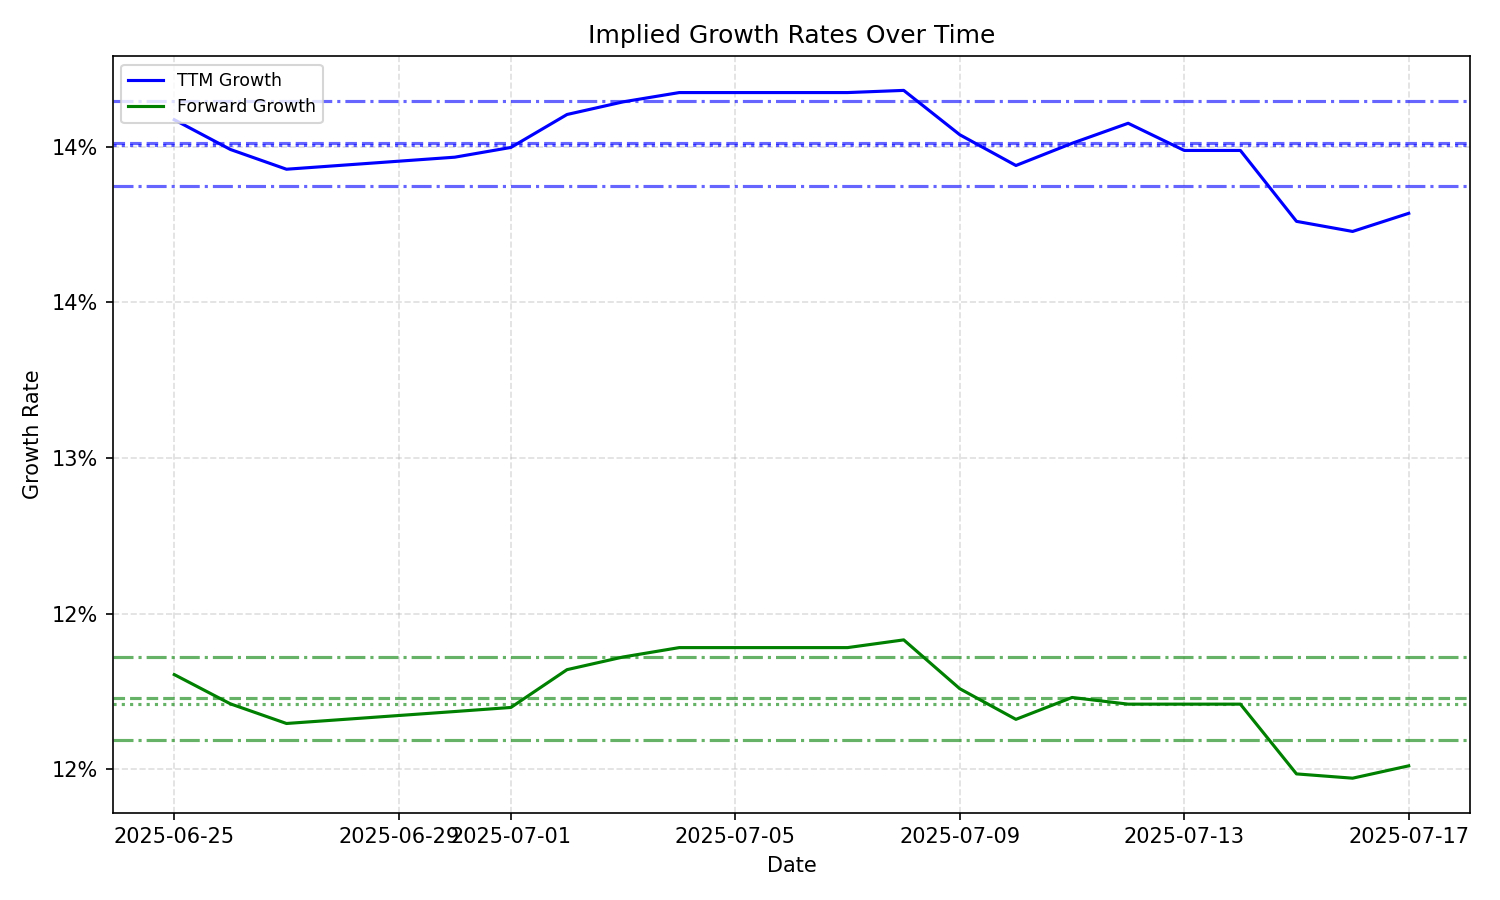 Implied Growth Rates Over Time
TTM Growth
Forward Growth
14%
14%
13%
12%
12%
Growth Rate
2025-06-25
2025-06-29
2025-07-01
2025-07-05
2025-07-09
2025-07-13
2025-07-17
Date